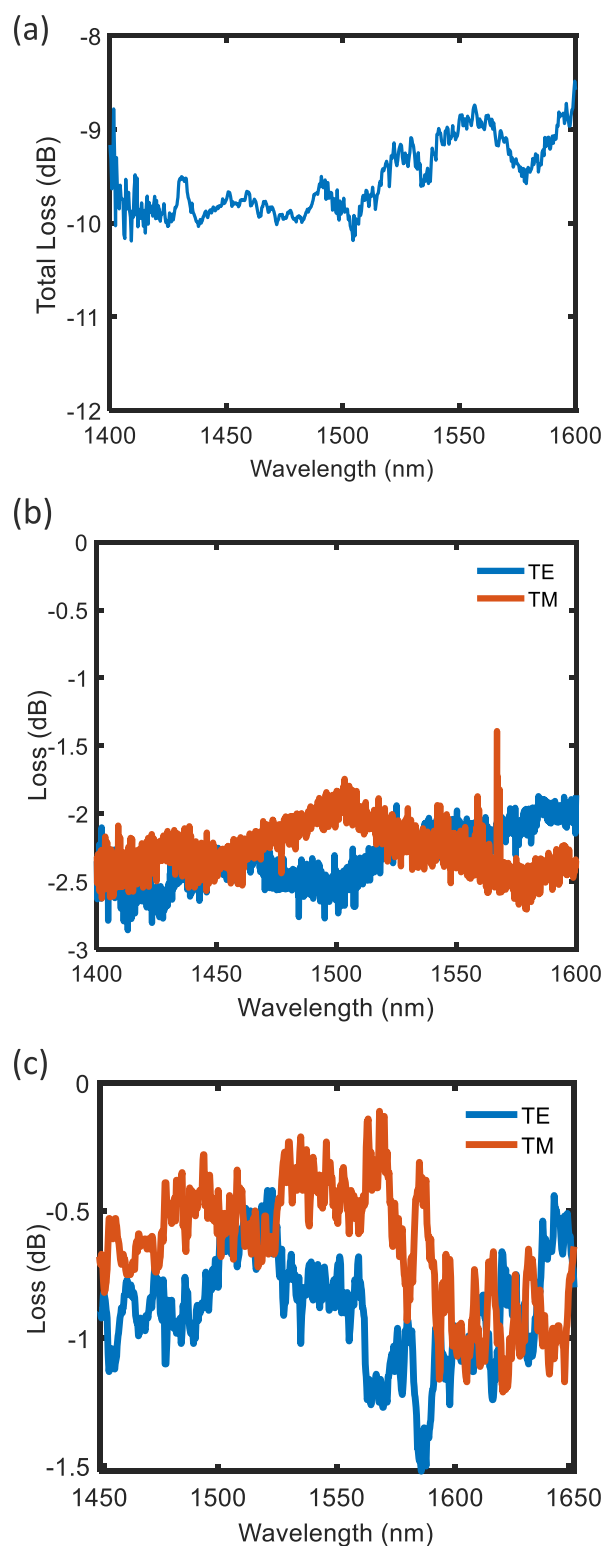 (a)
-8
-9
-10
-11
-12
Total Loss (dB)
1400 1450 1500 1550 1600
Wavelength (nm)
(b)
0
-0.5
-1
-1.5
-2
-2.5
-3
Loss (dB)
TE
TM
1400 1450 1500 1550 1600
Wavelength (nm)
(c)
0
-0.5
-1
-1.5
Loss (dB)
TE
TM
1450 1500 1550 1600 1650
Wavelength (nm)